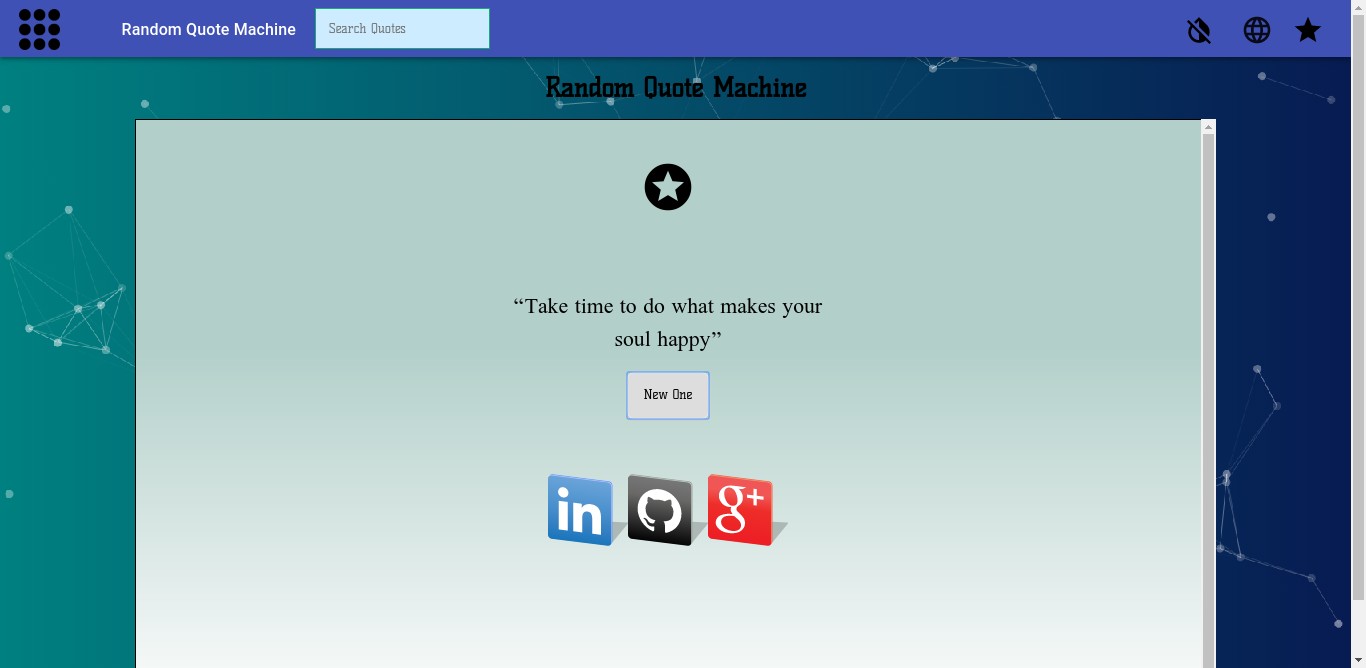 Random Quote Machine
Search Quotes
Random Quote Machine
“Take time to do what makes your
soul happy”
New One
in
g+